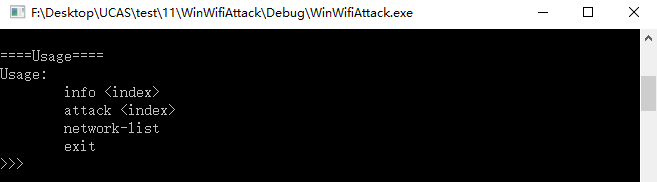 F:\Desktop\UCAS\test\11\WinWifiAttack\Debug\WinWifiAttack.exe
====Usage====
Usage:
info <index>
attack <index>
network-list
exit
>>>